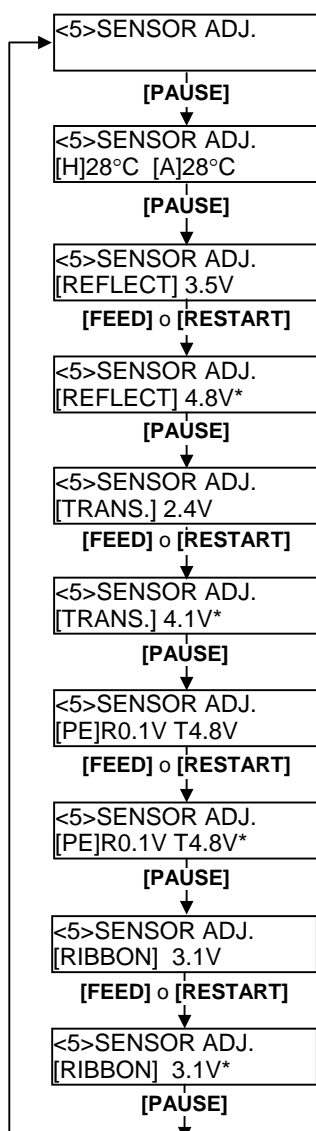 <5>SENSOR ADJ.
[PAUSE]
<5>SENSOR ADJ.
[H]28°C [A]28°C
[PAUSE]
<5>SENSOR ADJ.
[REFLECT] 3.5V
[FEED] o [RESTART]
<5>SENSOR ADJ.
[REFLECT] 4.8V*
[PAUSE]
<5>SENSOR ADJ.
[TRANS.] 2.4V
[FEED] o [RESTART]
<5>SENSOR ADJ.
[TRANS.] 4.1V*
[PAUSE]
<5>SENSOR ADJ.
[PE]R0.1V T4.8V
[FEED] o [RESTART]
<5>SENSOR ADJ.
[PE]R0.1V T4.8V*
[PAUSE]
<5>SENSOR ADJ.
[RIBBON] 3.1V
[FEED] o [RESTART]
<5>SENSOR ADJ.
[RIBBON] 3.1V*
[PAUSE]